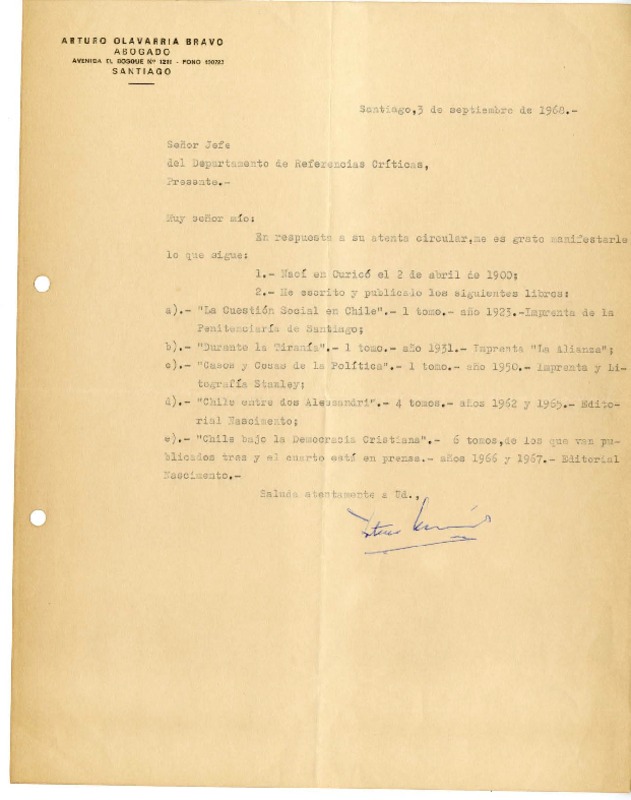 ARTURO OLAVARRIA BRAVO
ABOGADO
AVENIDA EL BOSQUE Nº - FONO
SANTIAGO
Santiago,3 de septiembre de 1968.-
Señor Jefe
del Departamento de Referencias Críticas,
Presente.-
Muy señor mío:
En respuesta a su atenta circular,me es grato manifestarle
lo que sigue:
1.- Nací en Curicó el 2 de abril de 1900;
2.- He escrito y publicado los siguientes libros:
a).- "La Cuestión Social en Chile".- 1 tomo.- año 1923.-Imprenta de la
Penitenciaría de Santiago;
b).- "Durante la Tiranía".- 1 tomo.- año 1931.- Imprenta "La Alianza";
c).- "Casos y Cosas de la Política".- 1 tomo.- año 1950.- Imprenta y Li-
tografía Stanley;
d).- "Chile entre dos Alessandri".- 4 tomos.- años 1962 y 1965.- Edito-
rial Nascimento;
e).- "Chile bajo la Democracia Cristiana".- 6 tomos,de los que van pu-
blicados tres y el cuarto está en prensa.- años 1966 y 1967.- Editorial
Nascimento.-
Saluda atentamente a Ud.,